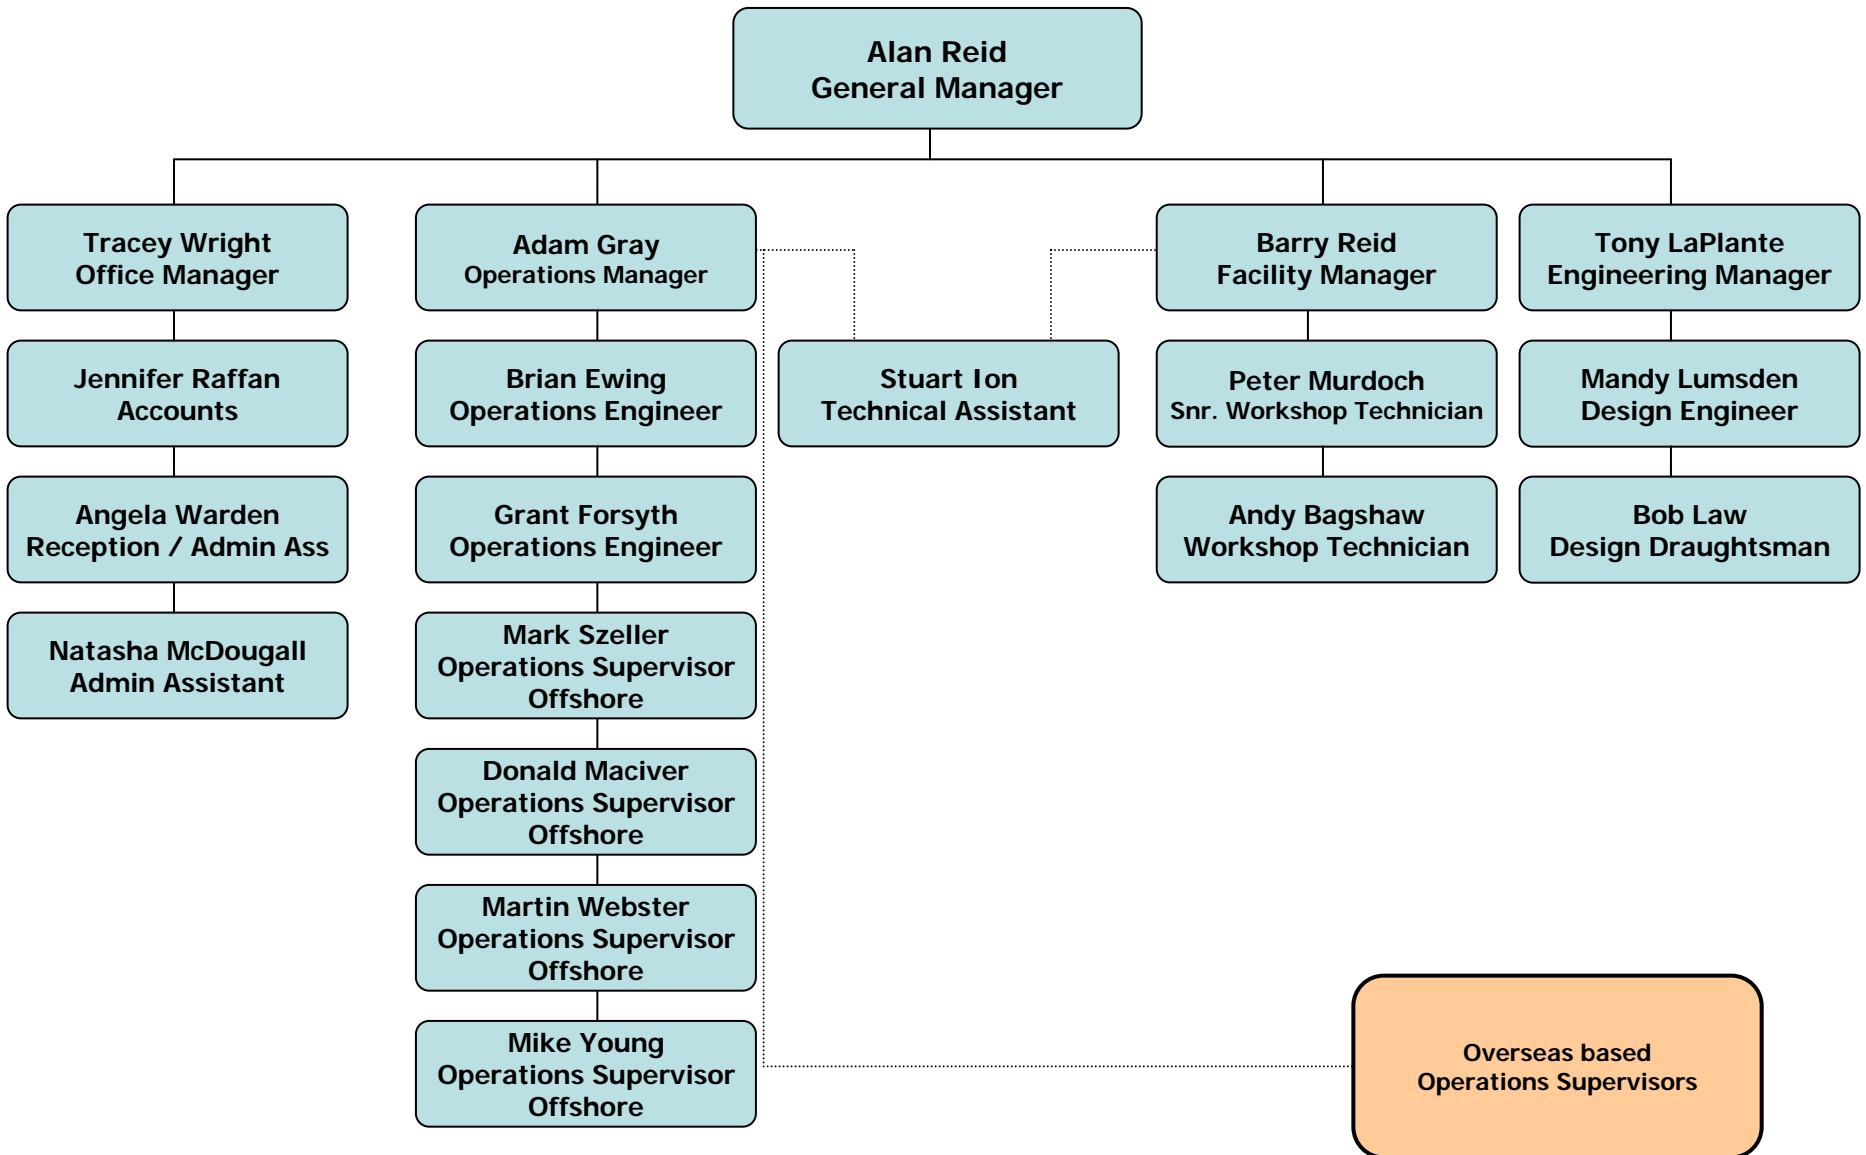 Alan Reid
General Manager
Tracey Wright
Office Manager
Adam Gray
Operations Manager
Barry Reid
Facility Manager
Tony LaPlante
Engineering Manager
Jennifer Raffan
Accounts
Brian Ewing
Operations Engineer
Stuart Ion
Technical Assistant
Peter Murdoch
Snr. Workshop Technician
Mandy Lumsden
Design Engineer
Angela Warden
Reception / Admin Ass
Grant Forsyth
Operations Engineer
Andy Bagshaw
Workshop Technician
Bob Law
Design Draughtsman
Natasha McDougall
Admin Assistant
Mark Szeller
Operations Supervisor
Offshore
Donald Maciver
Operations Supervisor
Offshore
Martin Webster
Operations Supervisor
Offshore
Mike Young
Operations Supervisor
Offshore
Overseas based
Operations Supervisors